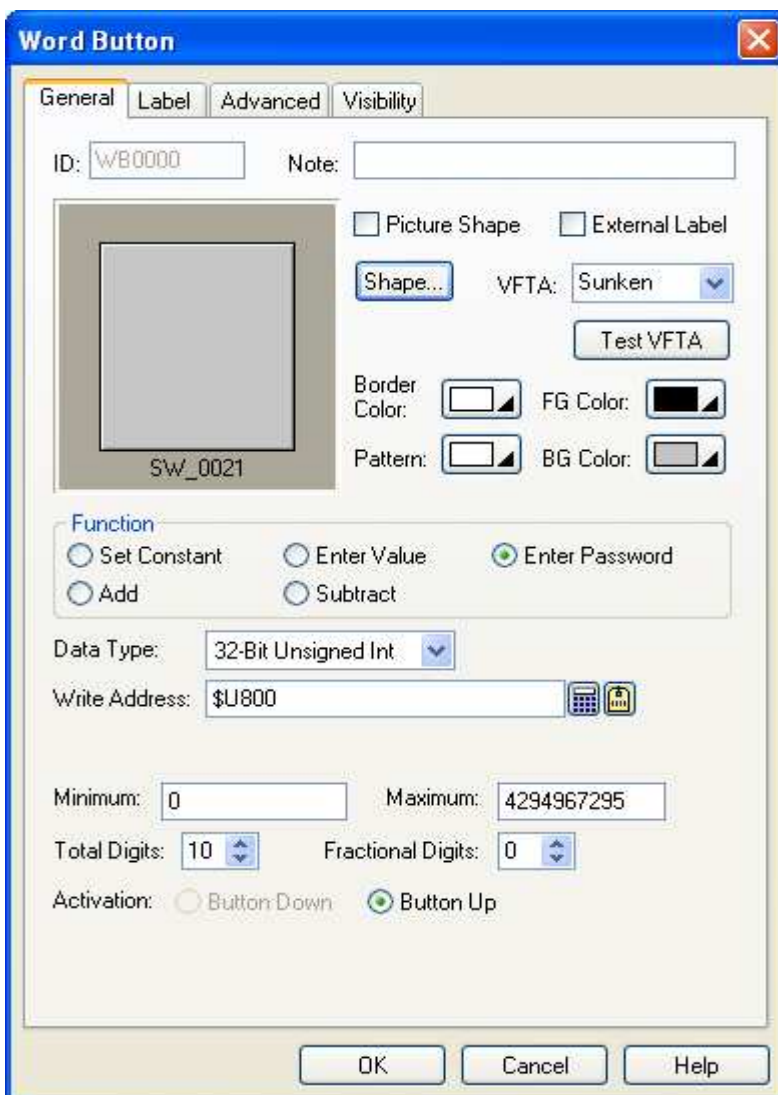 Word Button
General Label Advanced Visibility
ID: WB0000 Note:
Picture Shape External Label
Shape... VFTA: Sunken
Test VFTA
Border Color: FG Color:
Pattern: BG Color:
SW_0021
Function
Set Constant Enter Value Enter Password
Add Subtract
Data Type: 32-Bit Unsigned Int
Write Address: $U800
Minimum: 0 Maximum: 4294967295
Total Digits: 10 Fractional Digits: 0
Activation: Button Down Button Up
OK Cancel Help